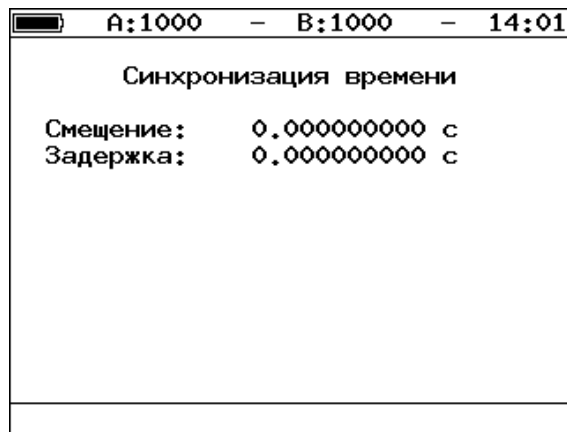 A:1000 – B:1000 – 14:01
Синхронизация времени
Смещение: 0.000000000 с
Задержка: 0.000000000 с